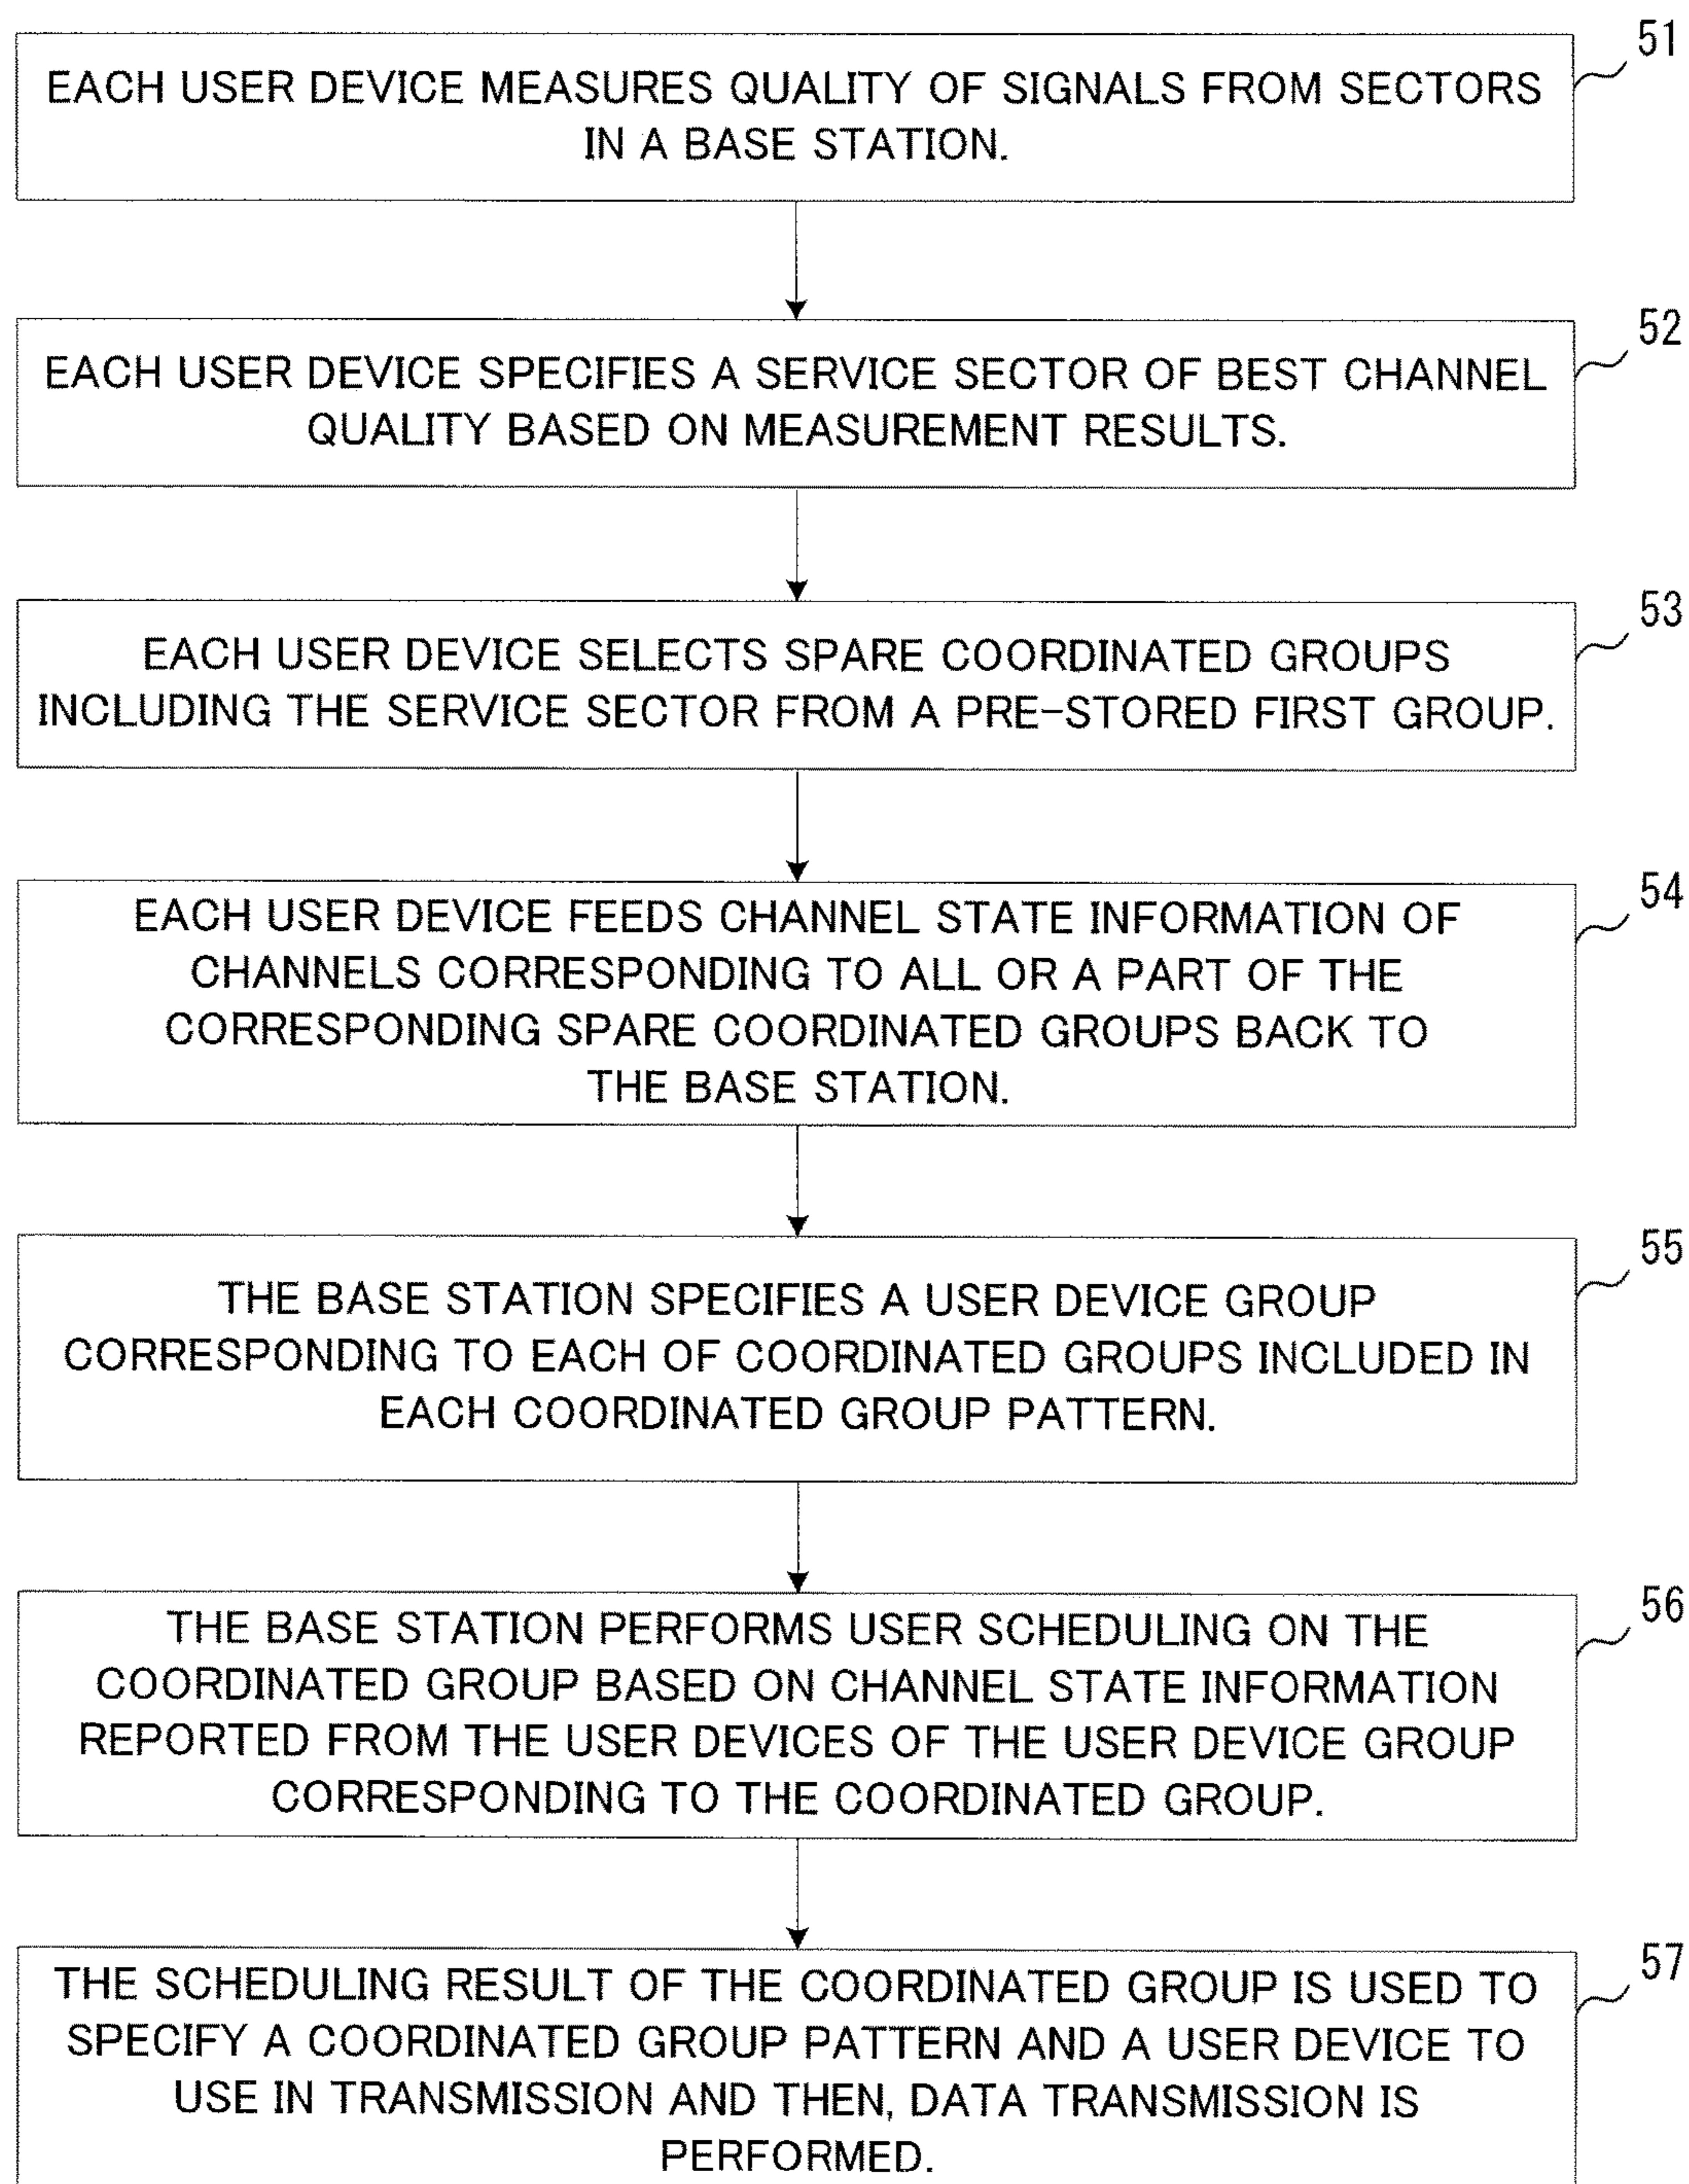 51
EACH USER DEVICE MEASURES QUALITY OF SIGNALS FROM SECTORS
IN A BASE STATION.
52
EACH USER DEVICE SPECIFIES A SERVICE SECTOR OF BEST CHANNEL
QUALITY BASED ON MEASUREMENT RESULTS.
53
EACH USER DEVICE SELECTS SPARE COORDINATED GROUPS
INCLUDING THE SERVICE SECTOR FROM A PRE-STORED FIRST GROUP.
54
EACH USER DEVICE FEEDS CHANNEL STATE INFORMATION OF
CHANNELS CORRESPONDING TO ALL OR A PART OF THE
CORRESPONDING SPARE COORDINATED GROUPS BACK TO
THE BASE STATION.
55
THE BASE STATION SPECIFIES A USER DEVICE GROUP
CORRESPONDING TO EACH OF COORDINATED GROUPS INCLUDED IN
EACH COORDINATED GROUP PATTERN.
56
THE BASE STATION PERFORMS USER SCHEDULING ON THE
COORDINATED GROUP BASED ON CHANNEL STATE INFORMATION
REPORTED FROM THE USER DEVICES OF THE USER DEVICE GROUP
CORRESPONDING TO THE COORDINATED GROUP.
57
THE SCHEDULING RESULT OF THE COORDINATED GROUP IS USED TO
SPECIFY A COORDINATED GROUP PATTERN AND A USER DEVICE TO
USE IN TRANSMISSION AND THEN, DATA TRANSMISSION IS
PERFORMED.